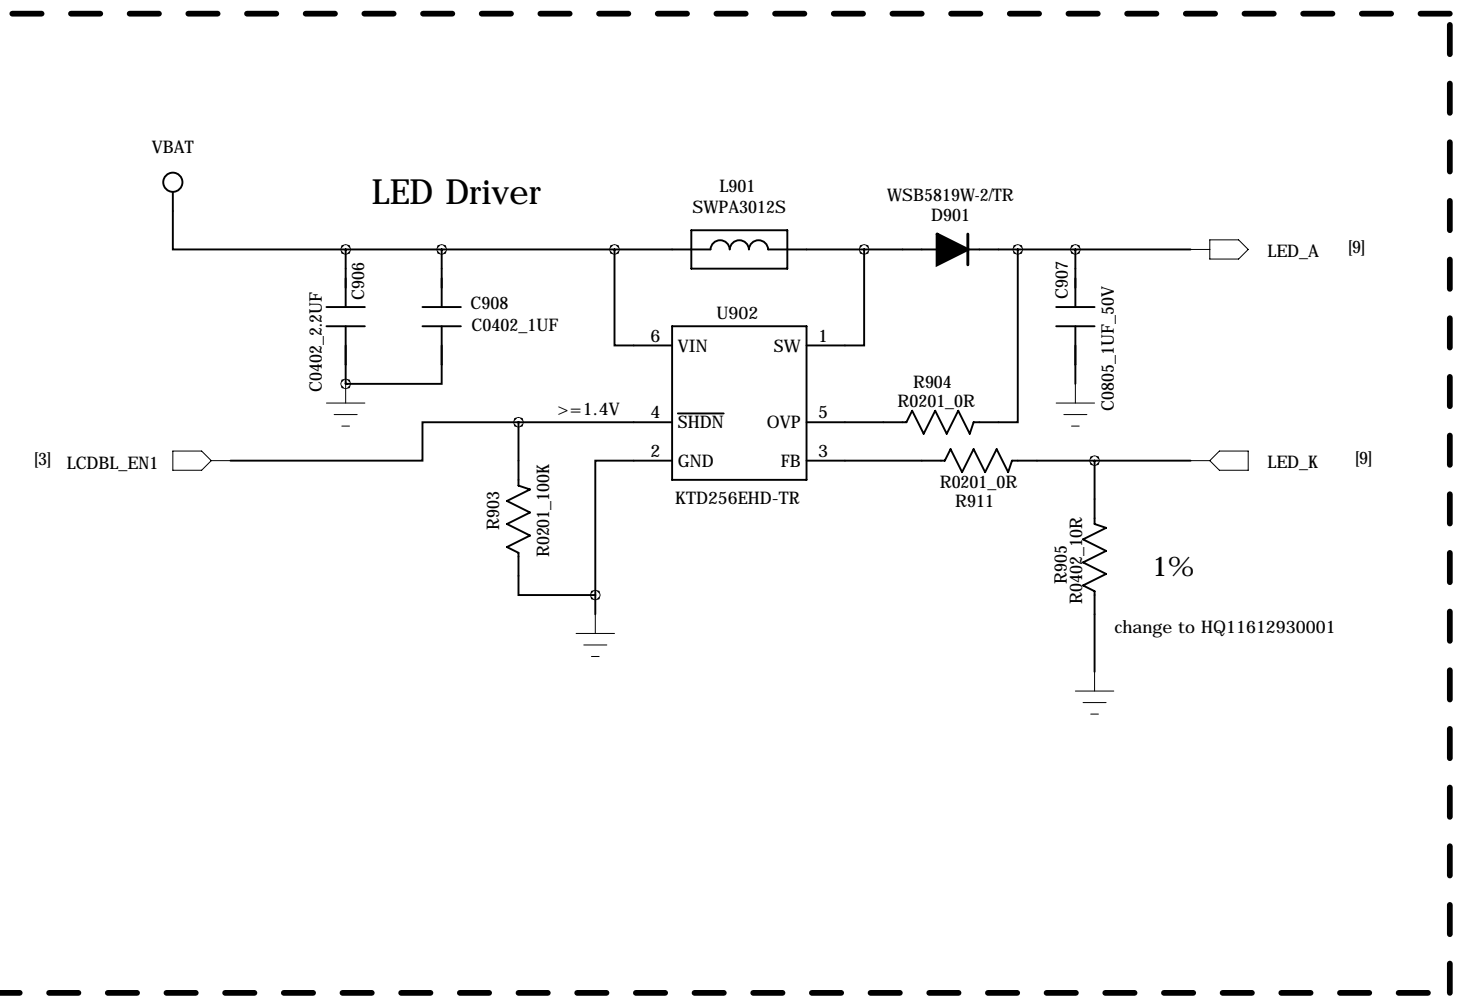 VBAT
LED Driver
L901
SWPA3012S
WSB5819W-2/TR
D901
LED_A
[9]
C906
C0402_2.2UF
C908
C0402_1UF
U902
C907
C0805_1UF_50V
6
VIN
SW
1
R904
R0201_0R
>=1.4V
4
SHDN
OVP
5
[3]
LCDBL_EN1
2
GND
FB
3
LED_K
[9]
R0201_0R
R911
KTD256EHD-TR
R903
R0201_100K
R905
R0402_10R
1%
change to HQ11612930001